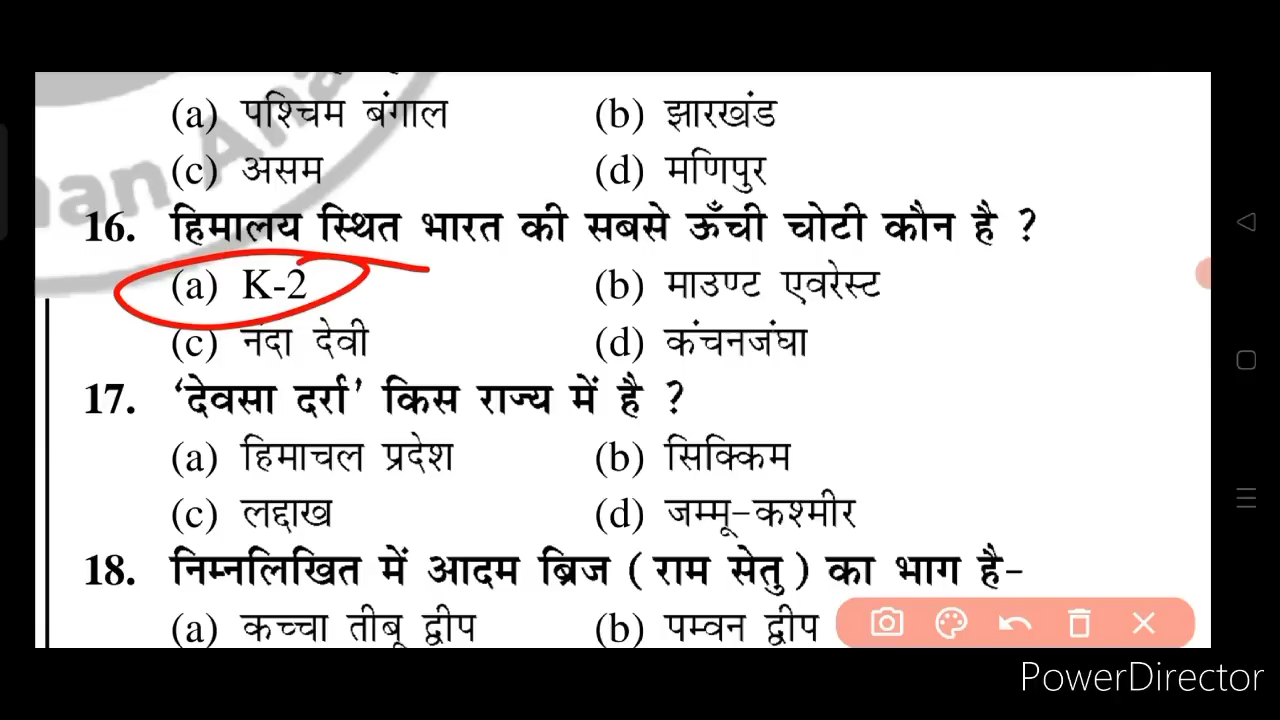 (a) पश्चिम बंगाल (b) झारखंड
(c) असम (d) मणिपुर
16. हिमालय स्थित भारत की सबसे ऊँची चोटी कौन है ?
(a) K-2 (b) माउण्ट एवरेस्ट
(c) नंदा देवी (d) कंचनजंघा
17. ‘देवसा दर्रा’ किस राज्य में है ?
(a) हिमाचल प्रदेश (b) सिक्किम
(c) लद्दाख (d) जम्मू-कश्मीर
18. निम्नलिखित में आदम ब्रिज ( राम सेतु ) का भाग है-
(a) कच्चा तीबू द्वीप (b) पम्वन द्वीप
PowerDirector